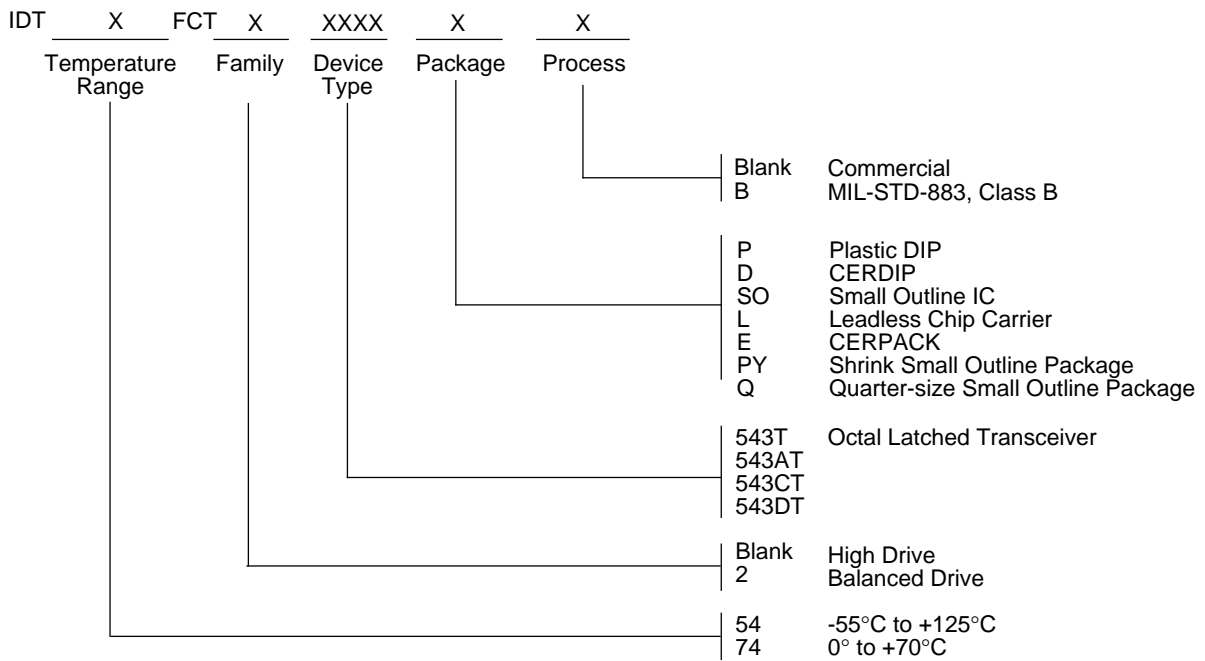 IDT X FCT X XXXX X X
Temperature Range Family Device Type Package Process
Blank Commercial
B MIL-STD-883, Class B
P Plastic DIP
D CERDIP
SO Small Outline IC
L Leadless Chip Carrier
E CERPACK
PY Shrink Small Outline Package
Q Quarter-size Small Outline Package
543T Octal Latched Transceiver
543AT
543CT
543DT
Blank High Drive
2 Balanced Drive
54 -55°C to +125°C
74 0° to +70°C